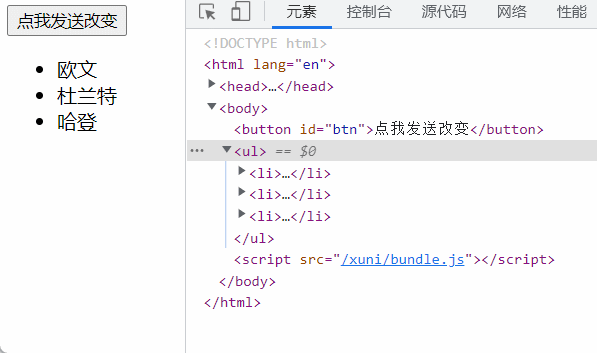 点我发送改变
欧文
杜兰特
哈登
元素 控制台 源代码 网络 性能
<!DOCTYPE html>
<html lang="en">
<head>…</head>
<body>
<button id="btn">点我发送改变</button>
… <ul> == $0
<li>…</li>
<li>…</li>
<li>…</li>
</ul>
<script src="/xuni/bundle.js"></script>
</body>
</html>